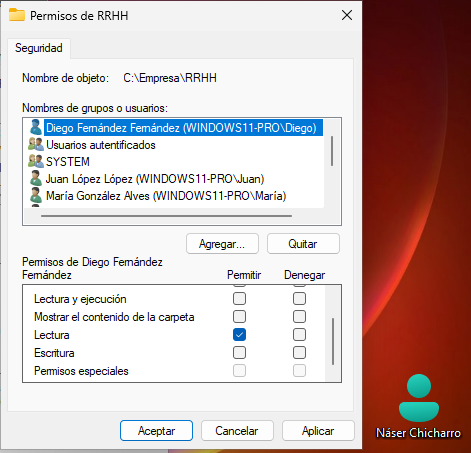 Permisos de RRHH
Seguridad
Nombre de objeto: C:\Empresa\RRHH
Nombres de grupos o usuarios:
Diego Fernández Fernández (WINDOWS11-PRO\Diego)
Usuarios autentificados
SYSTEM
Juan López López (WINDOWS11-PRO\Juan)
María González Alves (WINDOWS11-PRO\María)
Agregar...
Quitar
Permisos de Diego Fernández
Fernández
Permitir
Denegar
Lectura y ejecución
Mostrar el contenido de la carpeta
Lectura
Escritura
Permisos especiales
Aceptar
Cancelar
Aplicar
Náser Chicharro